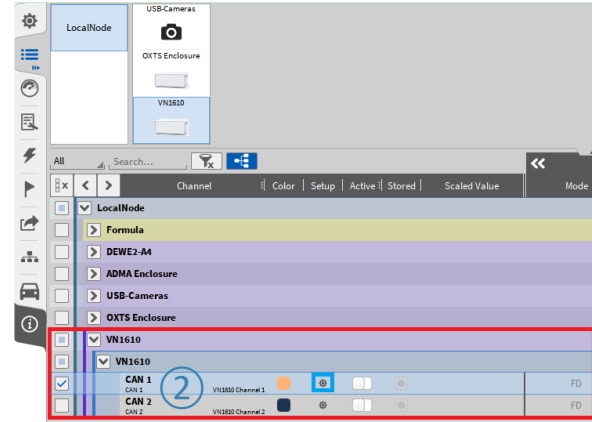 USB-Cameras
LocalNode
OXTS Enclosure
VN1610
All Search...
Channel Color Setup Active Stored Scaled Value Mode
LocalNode
Formula
DEWE2-A4
ADMA Enclosure
USB-Cameras
OXTS Enclosure
VN1610
VN1610
CAN 1
CAN 1 VN1610 Channel 1 FD
2
CAN 2
CAN 2 VN1610 Channel 2 FD